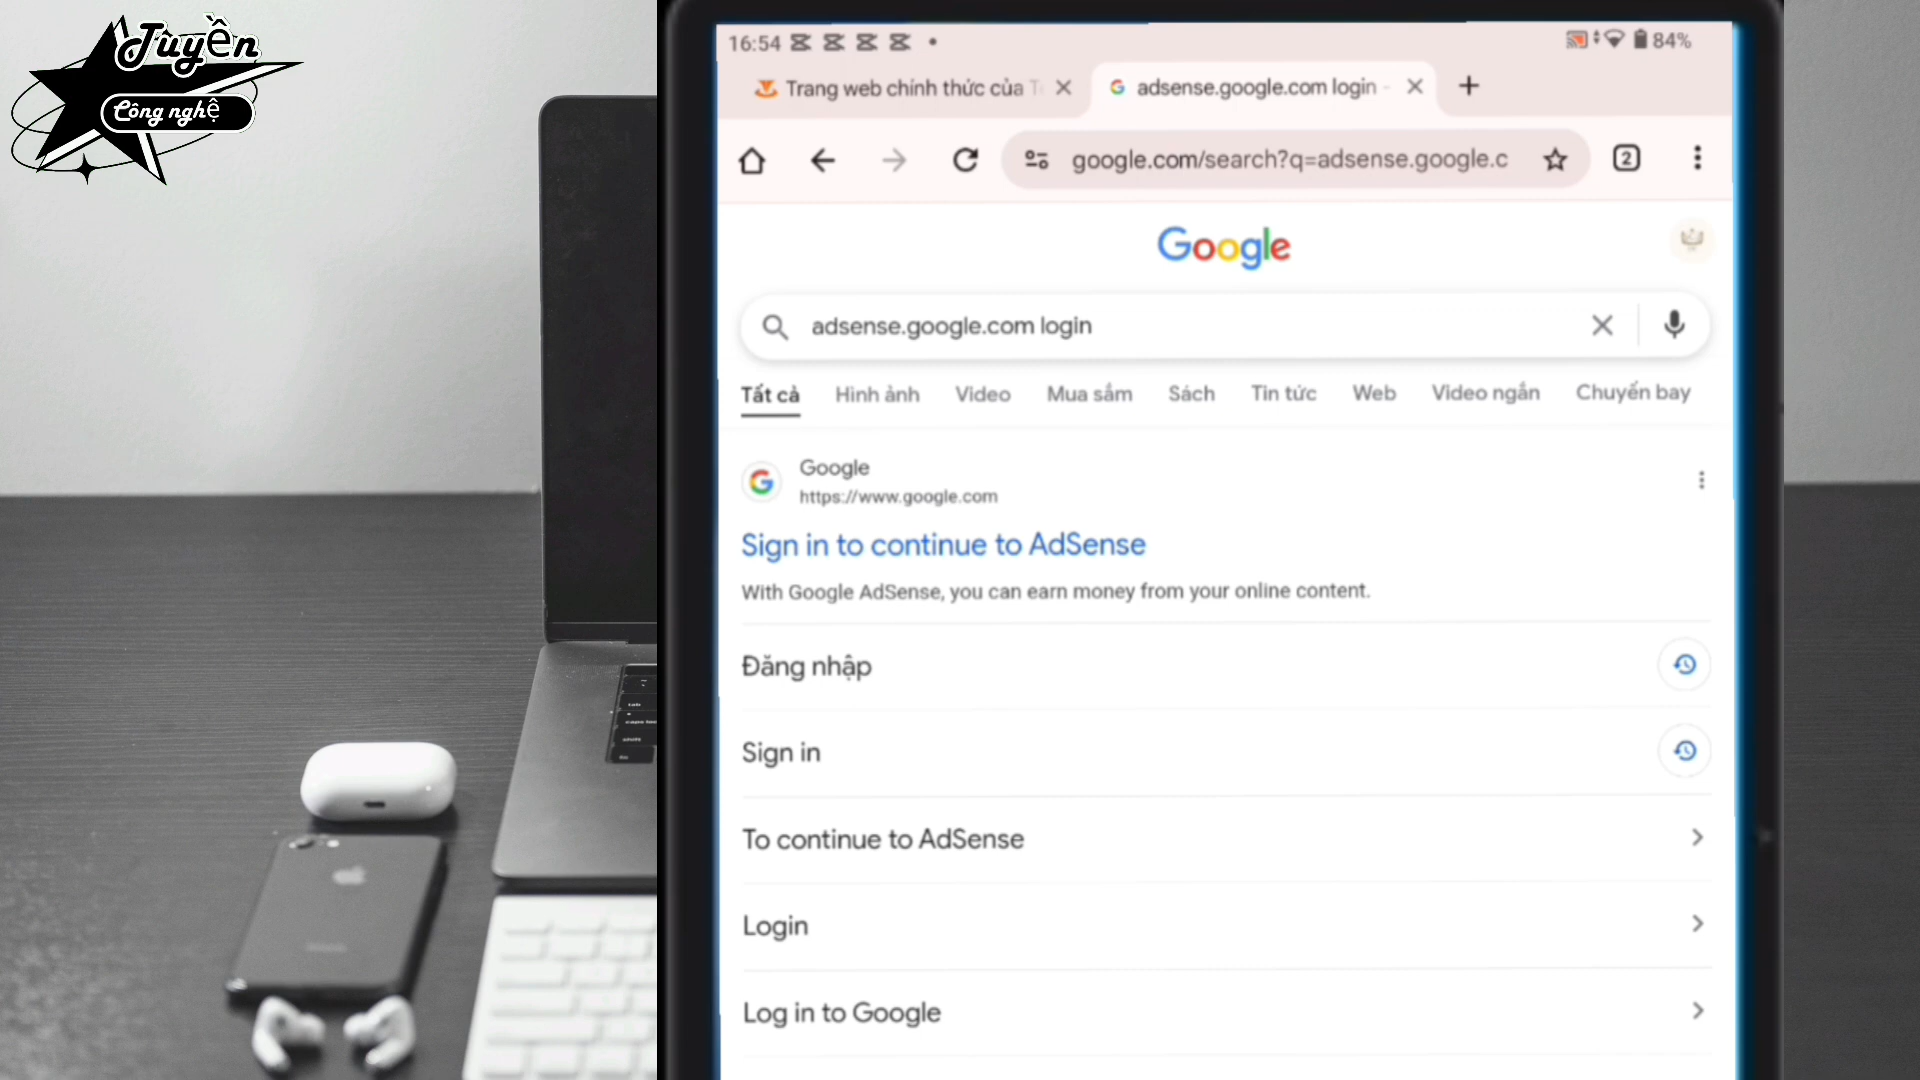 Tuyền
Công nghệ
16:54
84%
Trang web chính thức của T
adsense.google.com login -
google.com/search?q=adsense.google.c
2
Google
adsense.google.com login
Tất cả Hình ảnh Video Mua sắm Sách Tin tức Web Video ngắn Chuyến bay
Google
https://www.google.com
Sign in to continue to AdSense
With Google AdSense, you can earn money from your online content.
Đăng nhập
Sign in
To continue to AdSense
Login
Log in to Google
tab
caps loc
shift